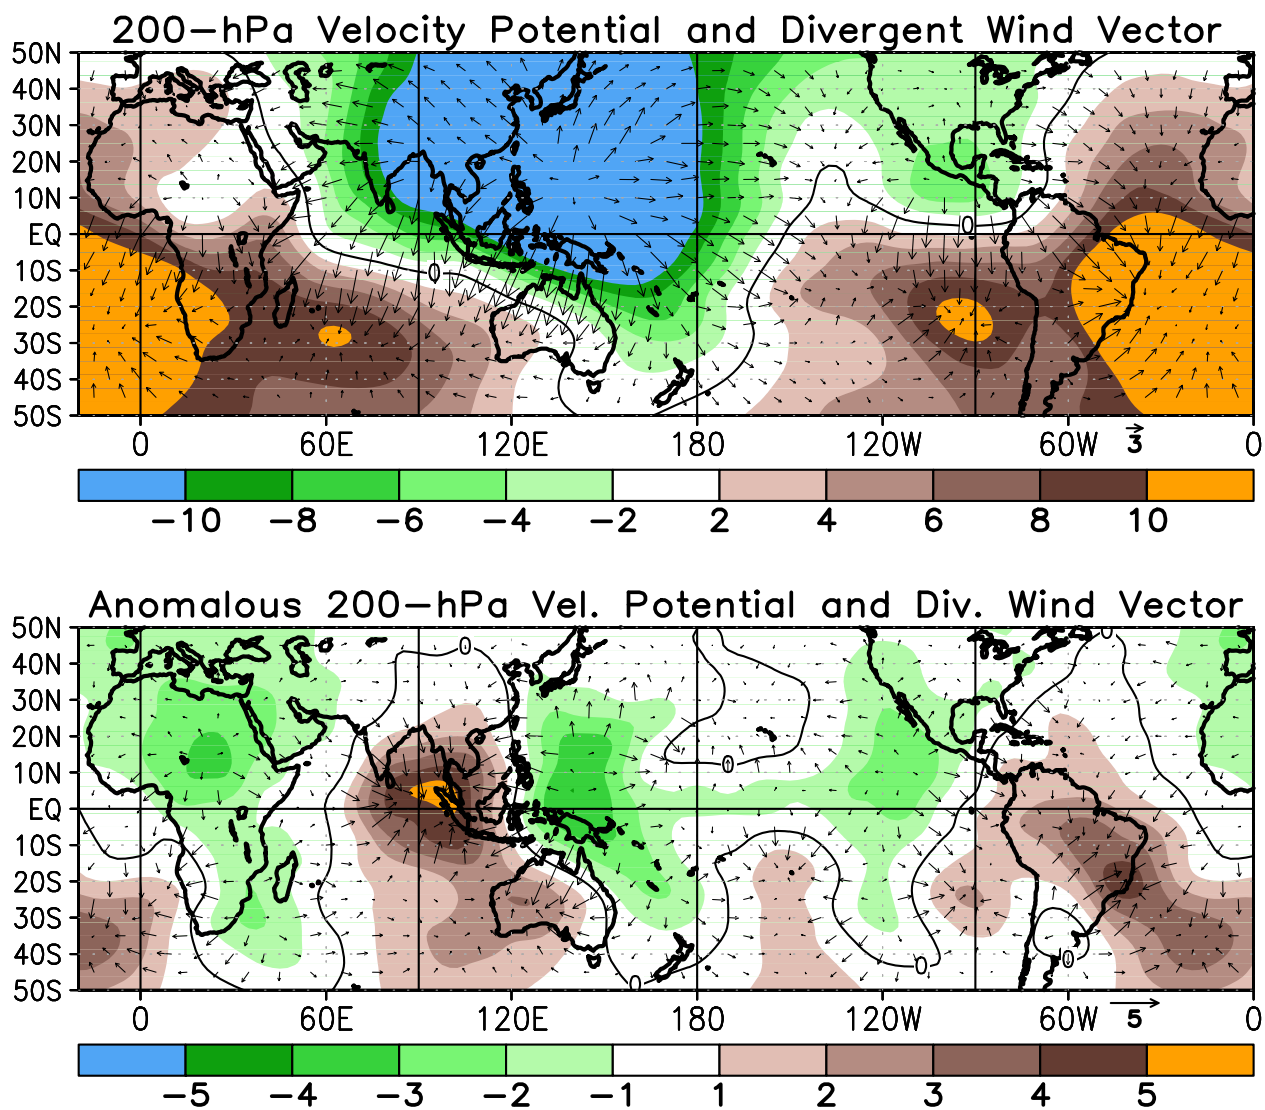 200-hPa Velocity Potential and Divergent Wind Vector
50N
40N
30N
20N
10N
EQ
10S
20S
30S
40S
50S
0
0
0 60E 120E 180 120W 60W 0
3
-10 -8 -6 -4 -2 2 4 6 8 10
Anomalous 200-hPa Vel. Potential and Div. Wind Vector
50N
40N
30N
20N
10N
EQ
10S
20S
30S
40S
50S
0
0
0
0
0
0
0 60E 120E 180 120W 60W 0
5
-5 -4 -3 -2 -1 1 2 3 4 5